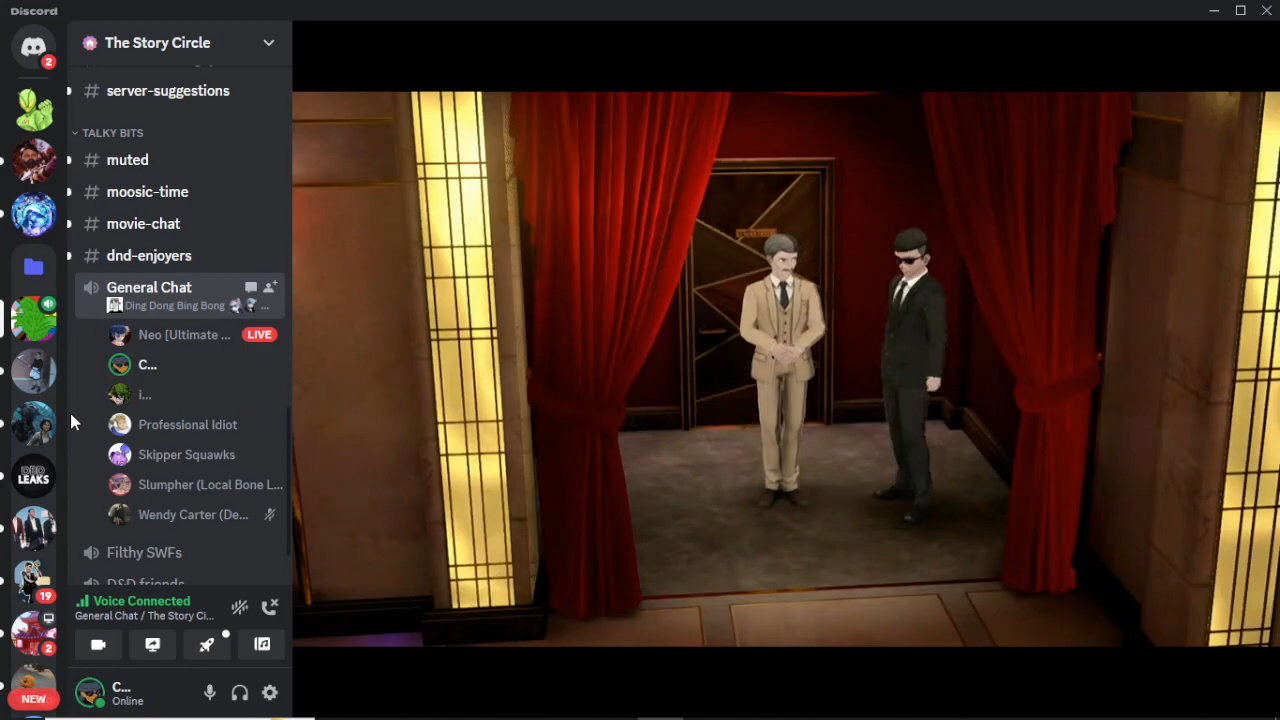 Discord
2
The Story Circle
server-suggestions
TALKY BITS
muted
moosic-time
movie-chat
dnd-enjoyers
General Chat
Ding Dong Bing Bong ...
Neo [Ultimate ... LIVE
C...
i...
Professional Idiot
Skipper Squawks
Slumpher (Local Bone L...
Wendy Carter (De...
DBD
LEAKS
Filthy SWFs
D&D friends
19
Voice Connected
General Chat / The Story Ci...
2
C...
Online
NEW